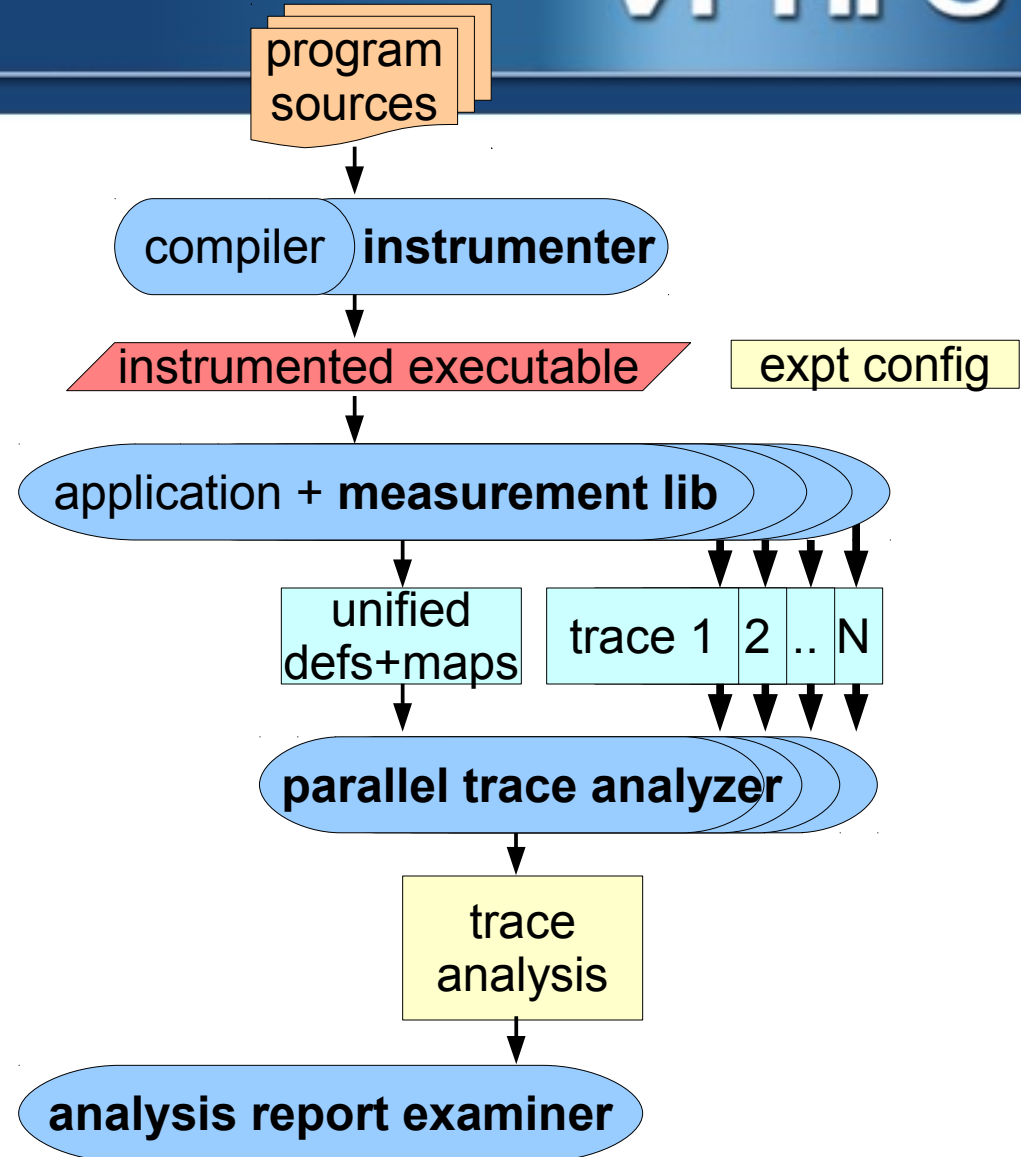 program
sources
compiler instrumenter
instrumented executable
expt config
application + measurement lib
unified
defs+maps
trace 1 2 .. N
parallel trace analyzer
trace
analysis
analysis report examiner